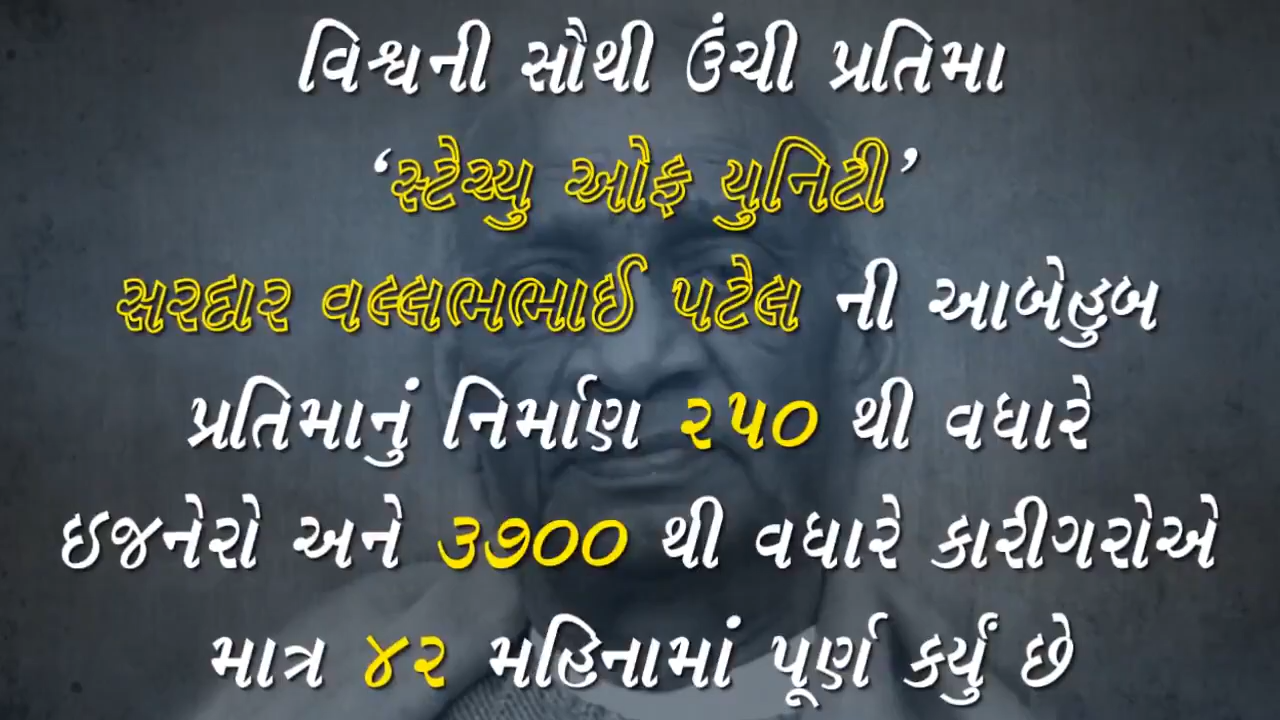 વિશ્વની સૌથી ઉંચી પ્રતિમા
‘સ્ટેચ્યુ ઓફ યુનિટી’
સરદાર વલ્લભભાઈ પટેલ ની આબેહુબ
પ્રતિમાનું નિર્માણ ૨૫૦ થી વધારે
ઇજનેરો અને ૩૭૦૦ થી વધારે કારીગરોએ
માત્ર ૪૨ મહિનામાં પૂર્ણ કર્યું છે